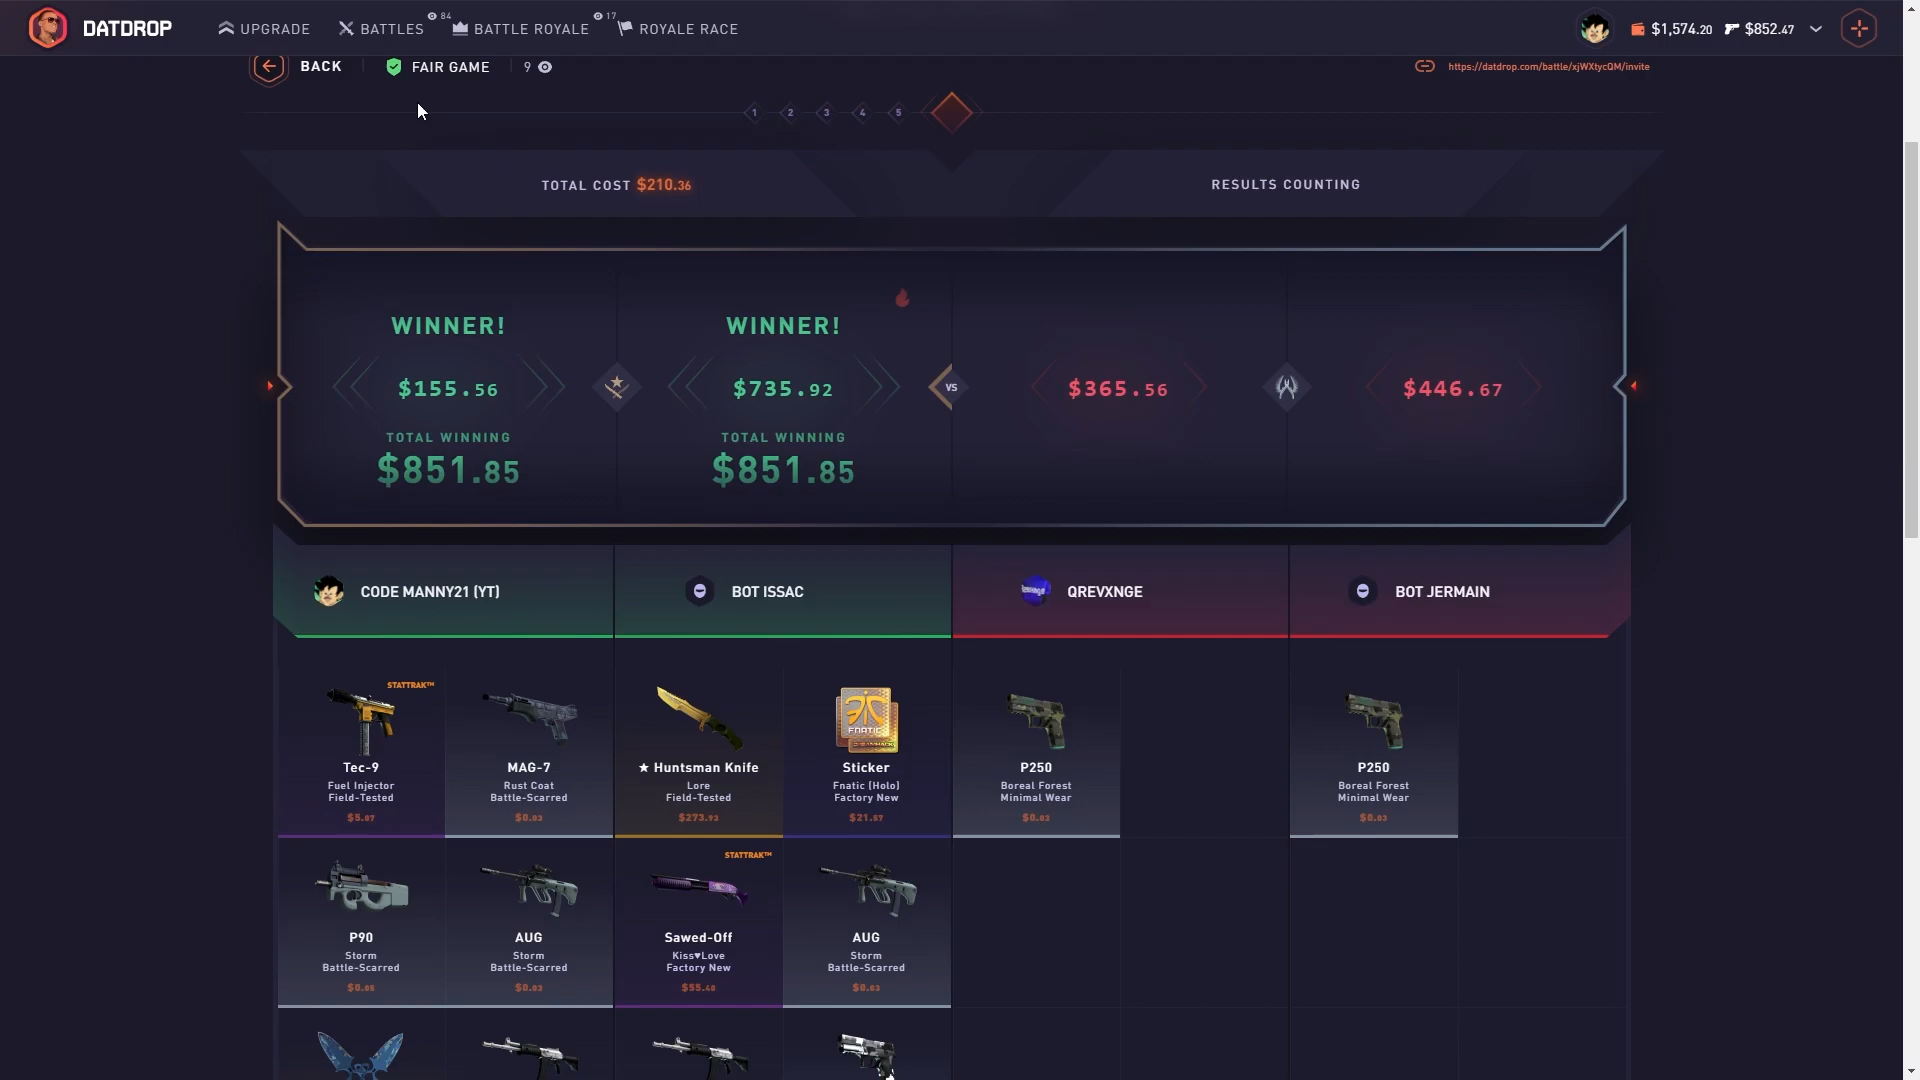 DATDROP
UPGRADE
BATTLES
84
BATTLE ROYALE
17
ROYALE RACE
$1,574.20
$852.47
BACK
FAIR GAME
9
https://datdrop.com/battle/xjWXtycQM/invite
1
2
3
4
5
TOTAL COST $210.36
RESULTS COUNTING
WINNER!
$155.56
TOTAL WINNING
$851.85
WINNER!
$735.92
TOTAL WINNING
$851.85
VS
$365.56
$446.67
CODE MANNY21 (YT)
BOT ISSAC
QREVXNGE
BOT JERMAIN
STATTRAK™
Tec-9
Fuel Injector
Field-Tested
$5.07
MAG-7
Rust Coat
Battle-Scarred
$0.03
★ Huntsman Knife
Lore
Field-Tested
$273.93
FNATIC
Sticker
Fnatic (Holo)
Factory New
$21.57
P250
Boreal Forest
Minimal Wear
$0.03
P250
Boreal Forest
Minimal Wear
$0.03
P90
Storm
Battle-Scarred
$0.05
AUG
Storm
Battle-Scarred
$0.03
STATTRAK™
Sawed-Off
Kiss♥Love
Factory New
$55.40
AUG
Storm
Battle-Scarred
$0.03